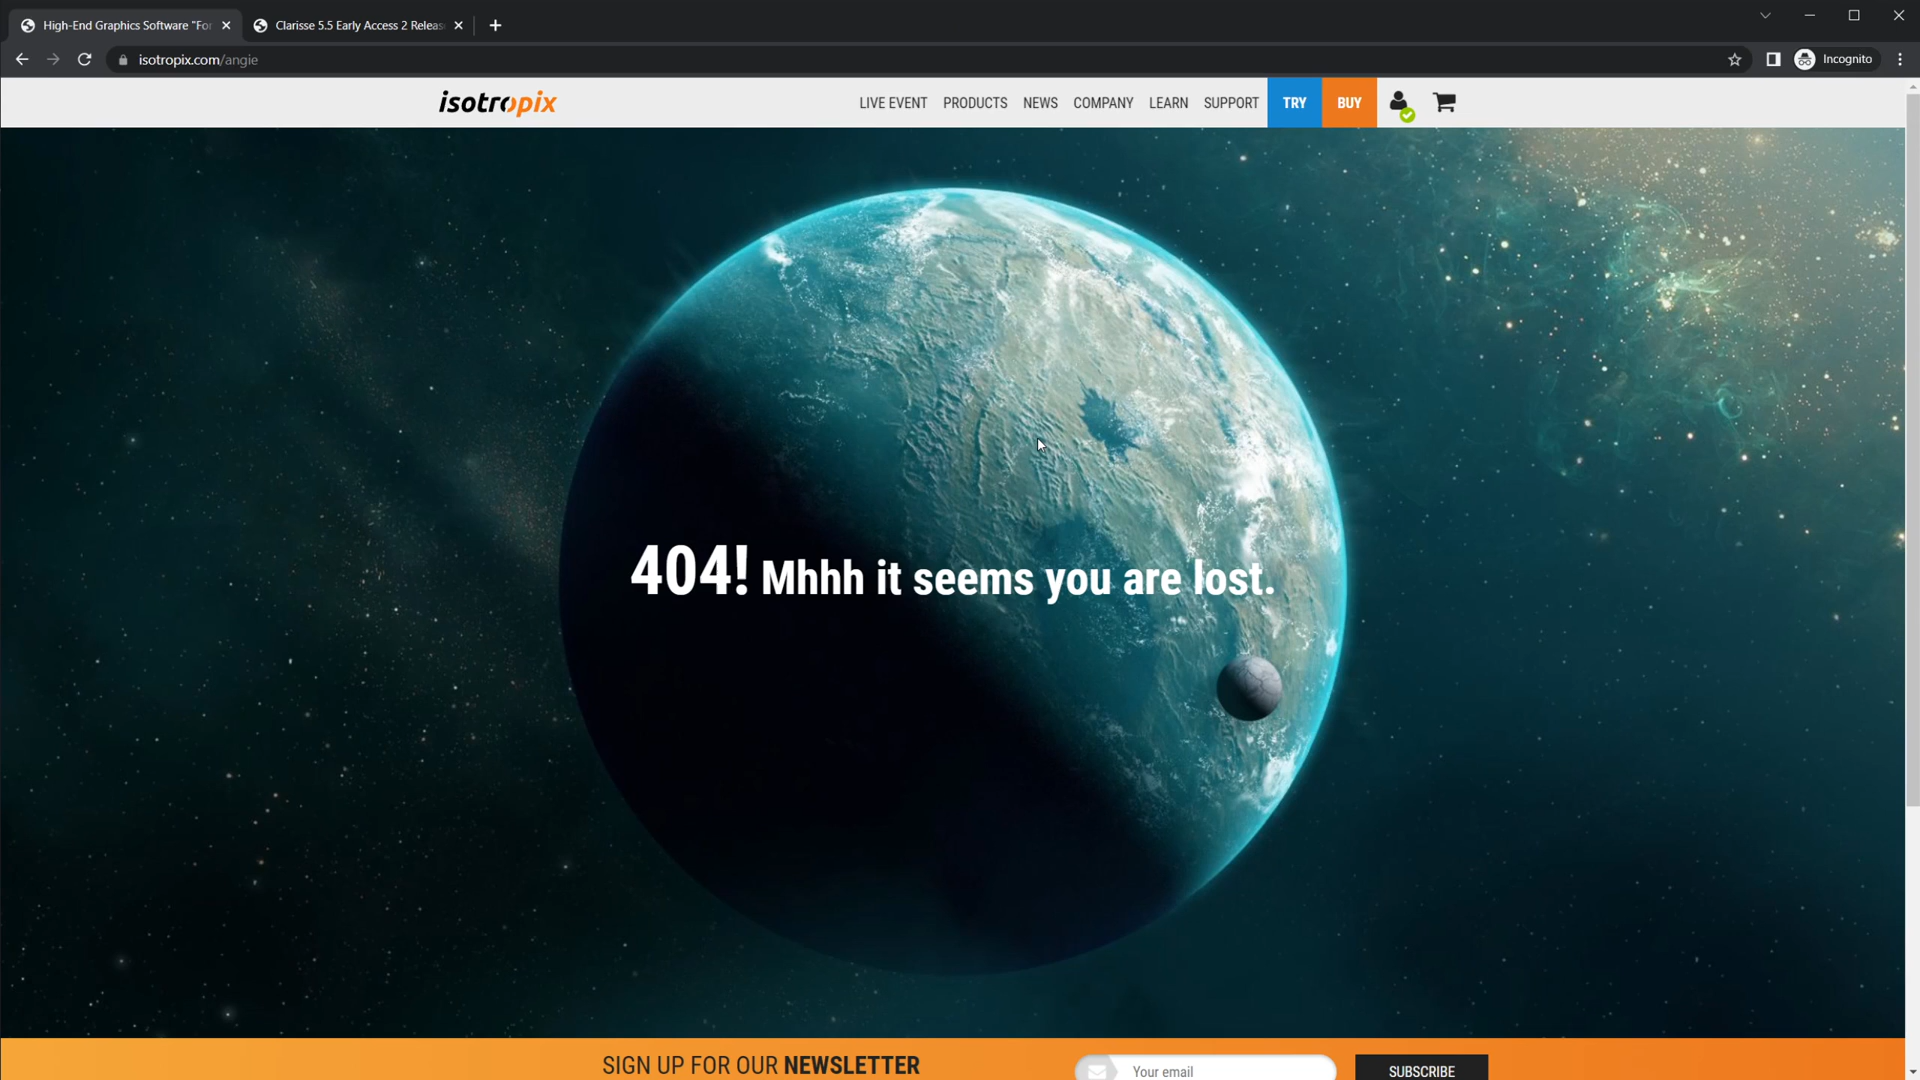 High-End Graphics Software "For
Clarisse 5.5 Early Access 2 Releas
isotropix.com/angie
Incognito
isotropix
LIVE EVENT
PRODUCTS
NEWS
COMPANY
LEARN
SUPPORT
TRY
BUY
404! Mhhh it seems you are lost.
SIGN UP FOR OUR NEWSLETTER
Your email
SUBSCRIBE